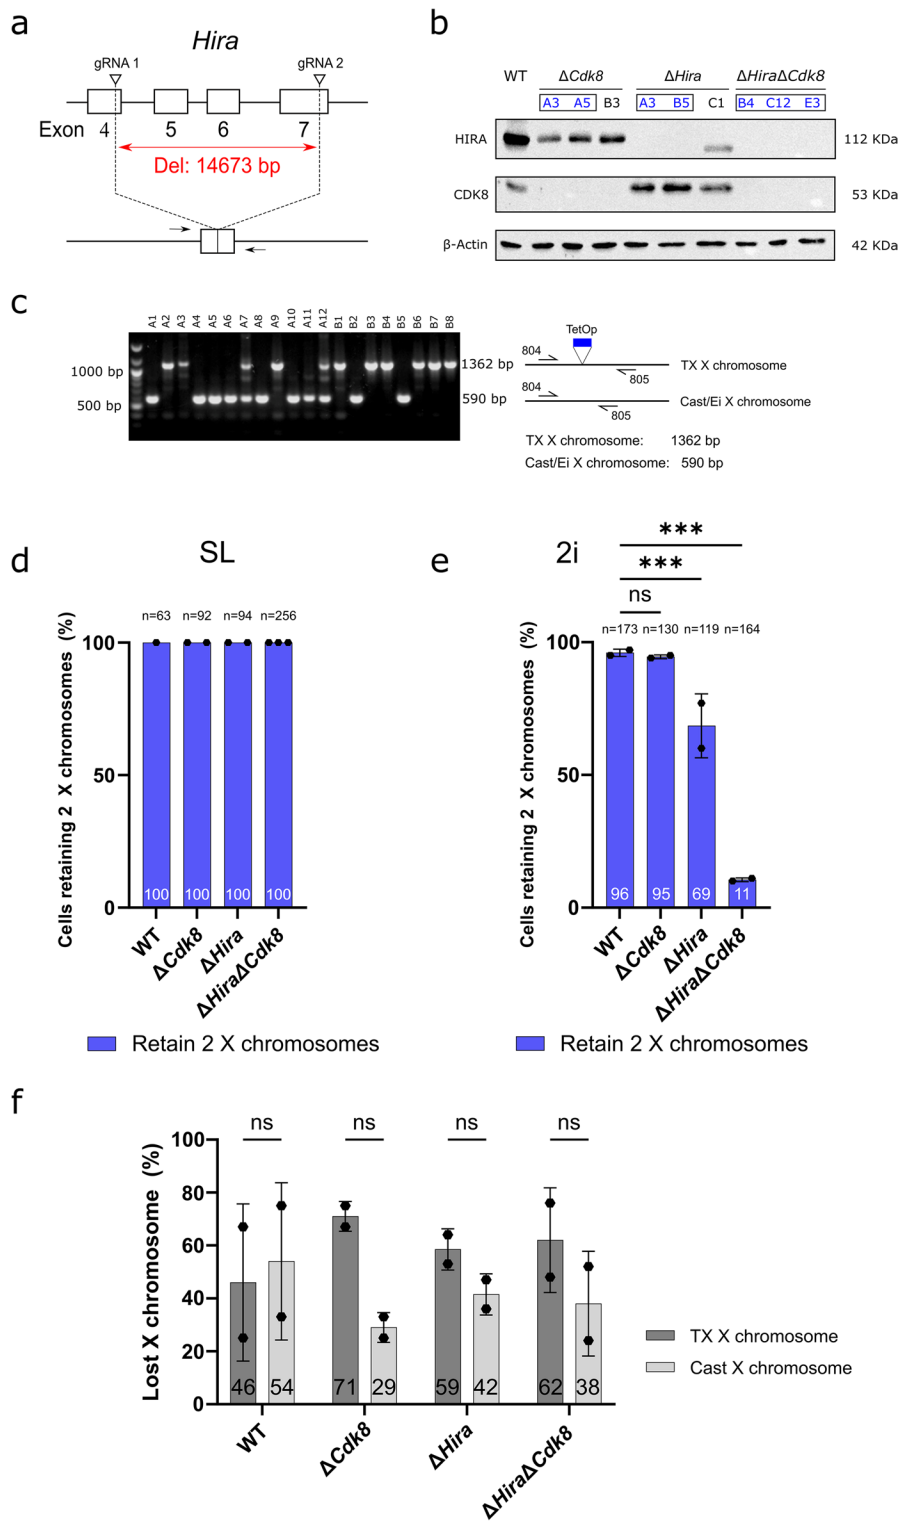 a
Hira
gRNA 1
gRNA 2
Exon 4 5 6 7
Del: 14673 bp
b
WT ΔCdk8 ΔHira ΔHiraΔCdk8
A3 A5 B3 A3 B5 C1 B4 C12 E3
HIRA 112 KDa
CDK8 53 KDa
β-Actin 42 KDa
c
A1 A2 A3 A4 A5 A6 A7 A8 A9 A10 A11 A12 B1 B2 B3 B4 B5 B6 B7 B8
1000 bp
500 bp
1362 bp
590 bp
TetOp
804
805
TX X chromosome
804
805
Cast/Ei X chromosome
TX X chromosome: 1362 bp
Cast/Ei X chromosome: 590 bp
d
SL
n=63 n=92 n=94 n=256
Cells retaining 2 X chromosomes (%)
100
50
0
100 100 100 100
WT ΔCdk8 ΔHira ΔHiraΔCdk8
Retain 2 X chromosomes
e
2i
***
***
ns
n=173 n=130 n=119 n=164
Cells retaining 2 X chromosomes (%)
100
50
0
96 95 69 11
WT ΔCdk8 ΔHira ΔHiraΔCdk8
Retain 2 X chromosomes
f
ns ns ns ns
Lost X chromosome (%)
100
80
60
40
20
0
46 54 71 29 59 42 62 38
WT ΔCdk8 ΔHira ΔHiraΔCdk8
TX X chromosome
Cast X chromosome